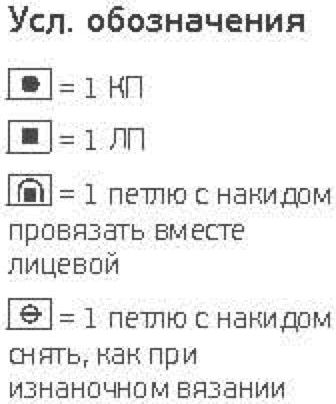 Усл. обозначения
= 1 КП
= 1 ЛП
= 1 петлю с накидом
провязать вместе
лицевой
= 1 петлю с накидом
снять, как при
изнаночном вязании